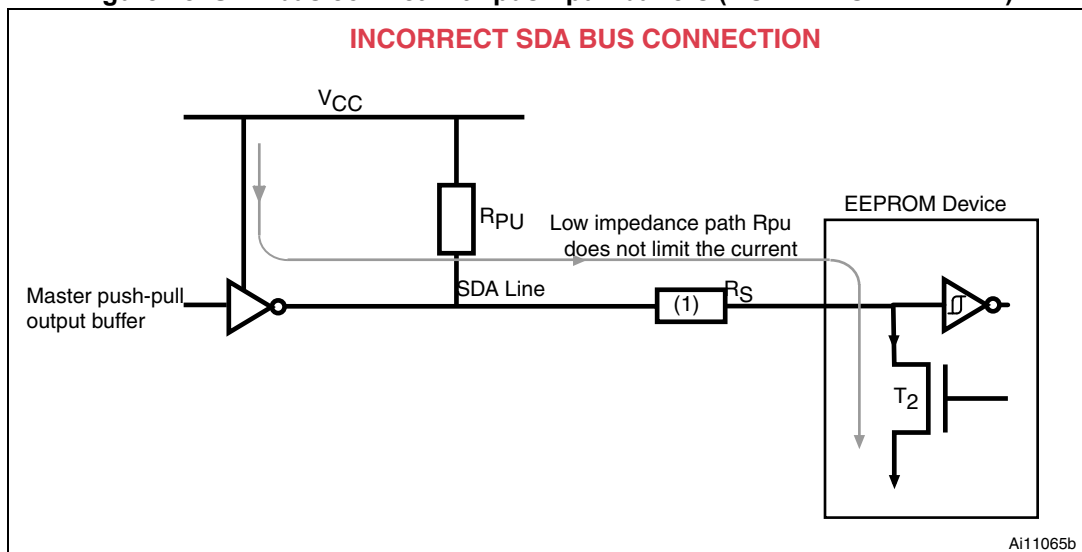 INCORRECT SDA BUS CONNECTION
VCC
RPU
EEPROM Device
Low impedance path Rpu
does not limit the current
Master push-pull
output buffer
SDA Line
(1)
RS
T2
Ai11065b